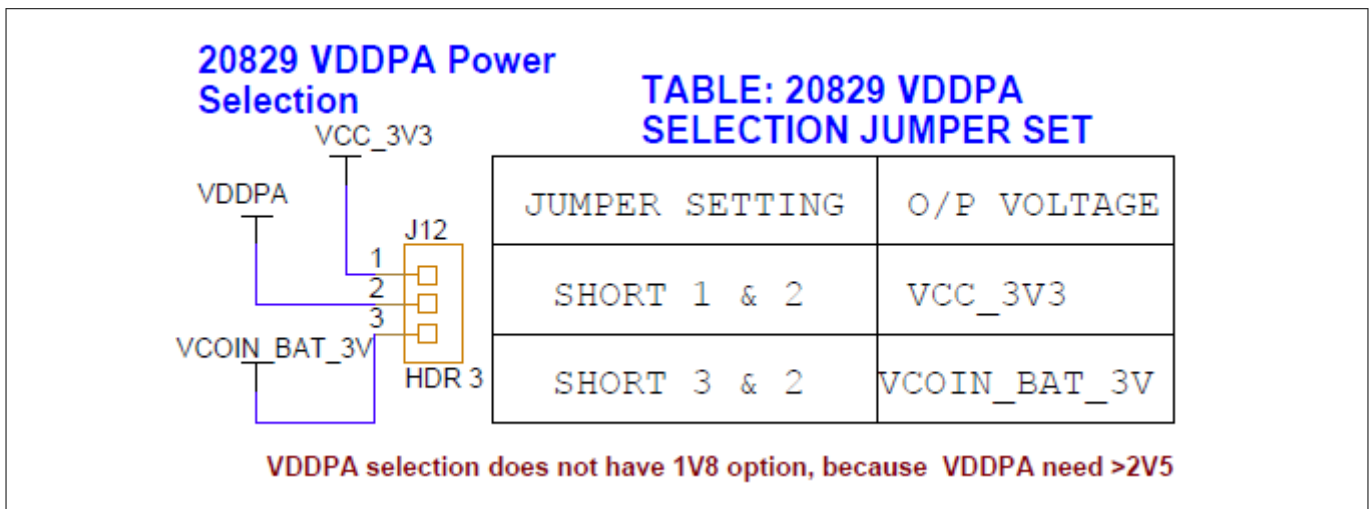 20829 VDDPA Power
Selection
VCC_3V3
VDDPA
J12
1
2
3
VCOIN_BAT_3V
HDR 3
TABLE: 20829 VDDPA
SELECTION JUMPER SET
JUMPER SETTING O/P VOLTAGE
SHORT 1 & 2 VCC_3V3
SHORT 3 & 2 VCOIN_BAT_3V
VDDPA selection does not have 1V8 option, because VDDPA need >2V5